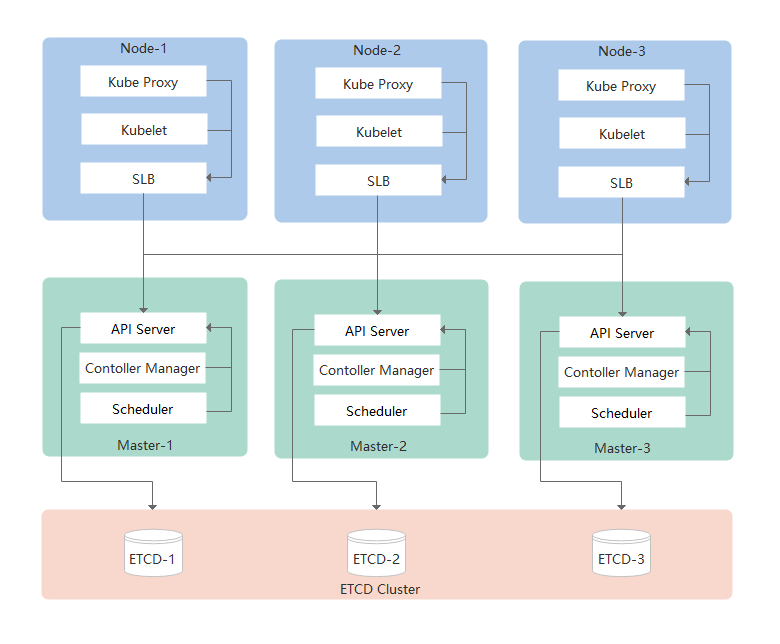 Node-1
Node-2
Node-3
Kube Proxy
Kube Proxy
Kube Proxy
Kubelet
Kubelet
Kubelet
SLB
SLB
SLB
API Server
API Server
API Server
Contoller Manager
Contoller Manager
Contoller Manager
Scheduler
Scheduler
Scheduler
Master-1
Master-2
Master-3
ETCD-1
ETCD-2
ETCD-3
ETCD Cluster